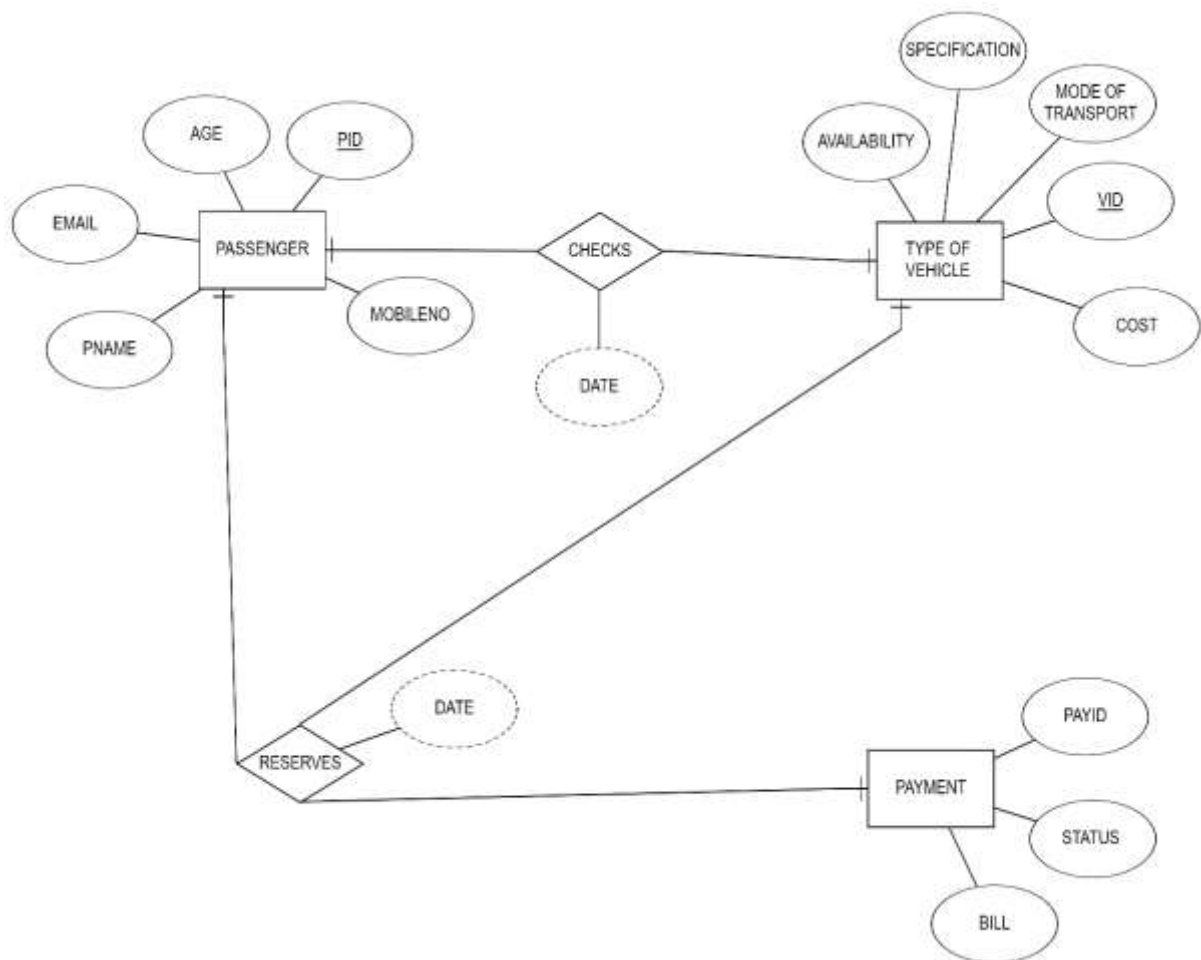 SPECIFICATION
MODE OF
TRANSPORT
AGE
PID
AVAILABILITY
EMAIL
PASSENGER
CHECKS
TYPE OF
VEHICLE
VID
PNAME
MOBILENO
DATE
COST
DATE
RESERVES
PAYID
PAYMENT
STATUS
BILL